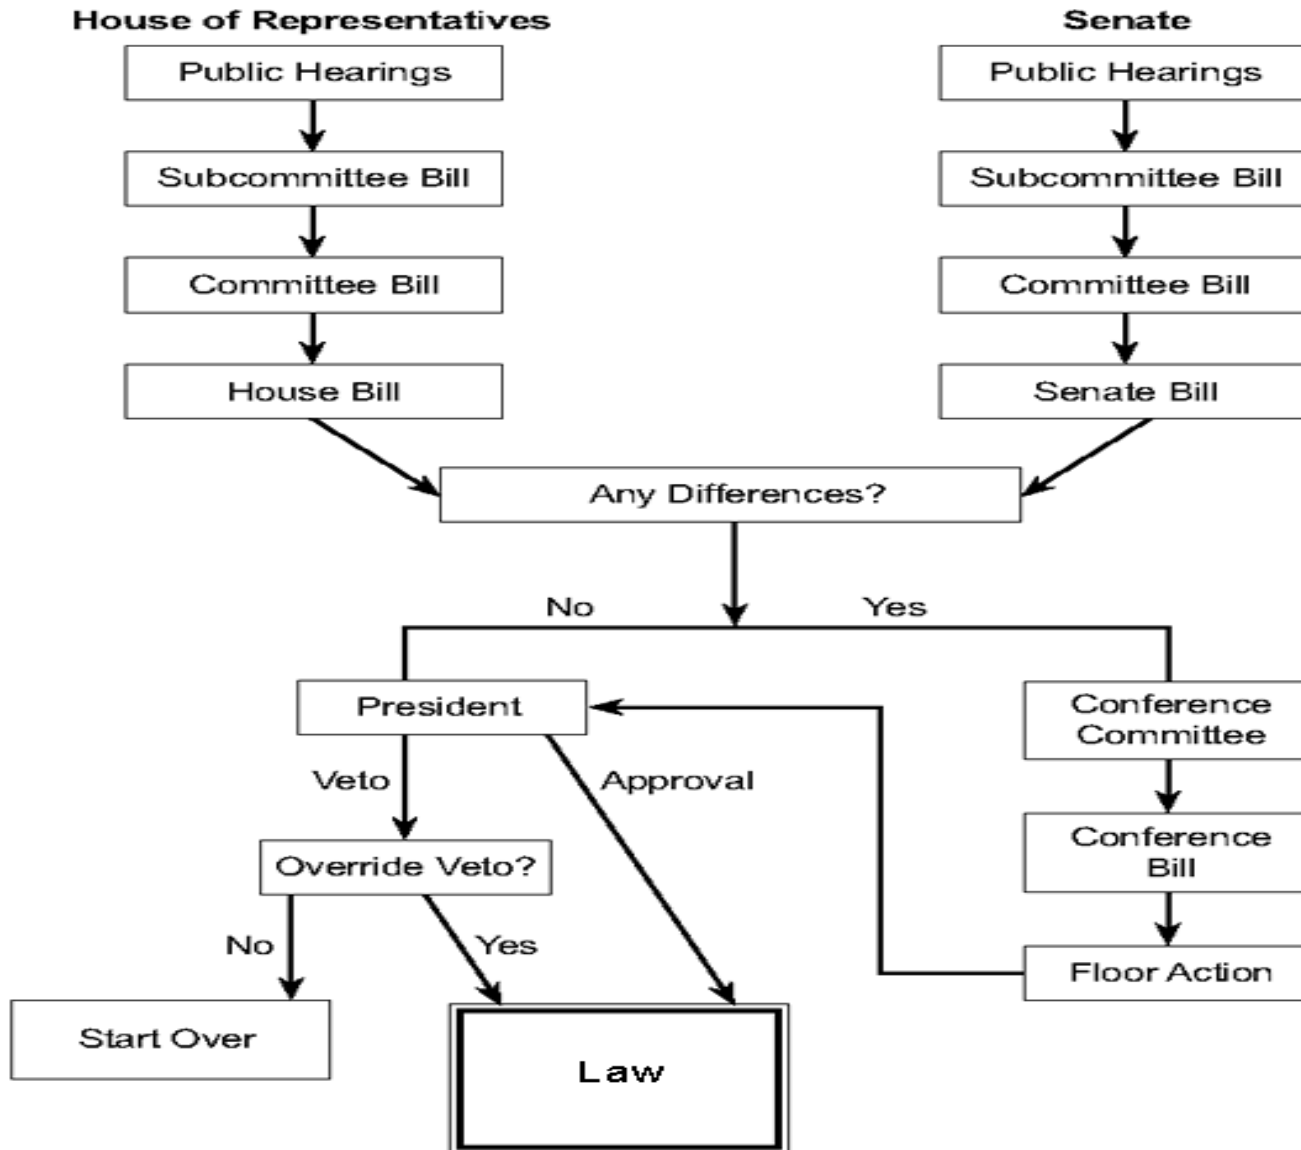 House of Representatives
Senate
Public Hearings
Public Hearings
Subcommittee Bill
Subcommittee Bill
Committee Bill
Committee Bill
House Bill
Senate Bill
Any Differences?
No
Yes
President
Conference
Committee
Veto
Approval
Conference
Bill
Override Veto?
No
Yes
Floor Action
Start Over
Law